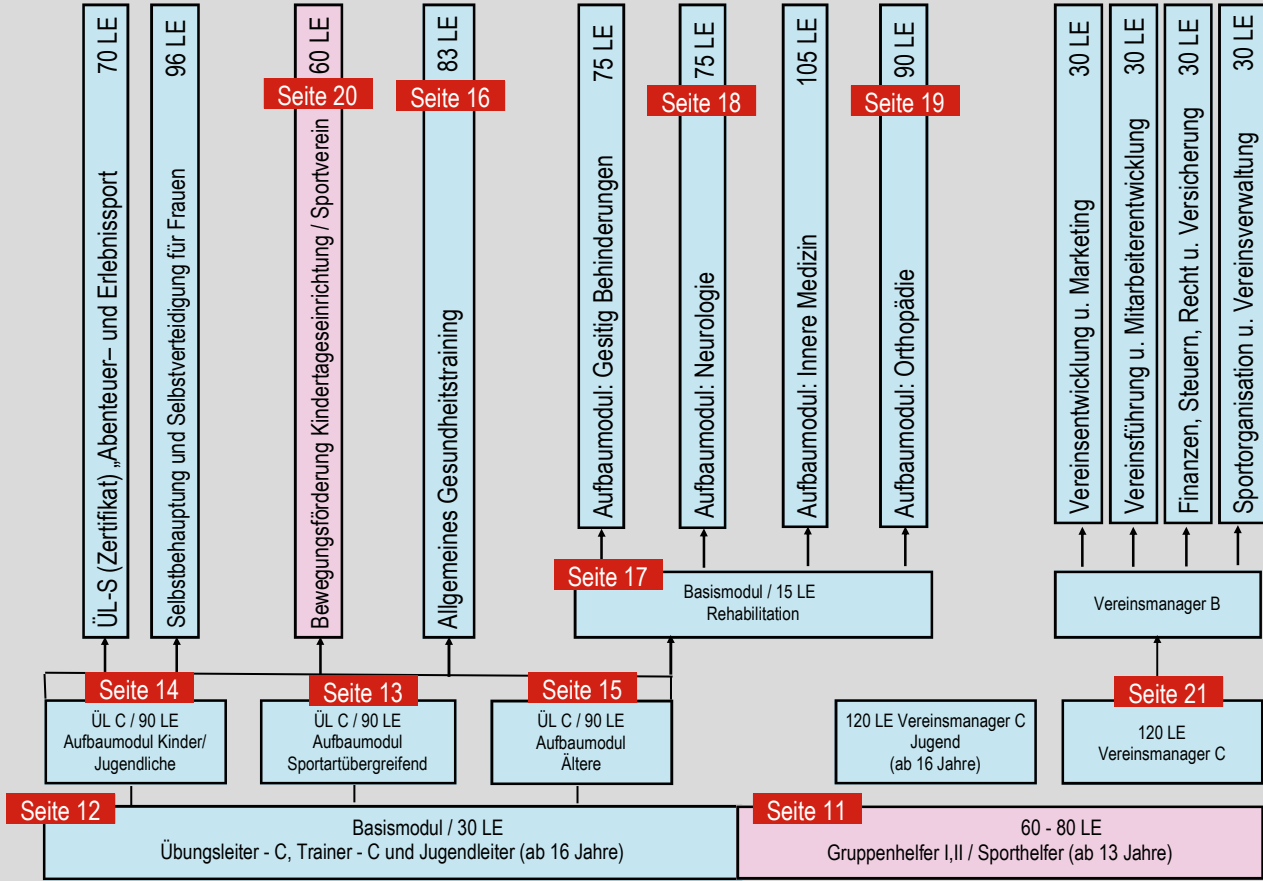 ÜL-S (Zertifikat) „Abenteuer– und Erlebnissport 70 LE
Selbstbehauptung und Selbstverteidigung für Frauen 96 LE
Bewegungsförderung Kindertageseinrichtung / Sportverein 60 LE
Seite 20
Allgemeines Gesundheitstraining 83 LE
Seite 16
Aufbaumodul: Gesitig Behinderungen 75 LE
Aufbaumodul: Neurologie 75 LE
Seite 18
Aufbaumodul: Innere Medizin 105 LE
Aufbaumodul: Orthopädie 90 LE
Seite 19
Vereinsentwicklung u. Marketing 30 LE
Vereinsführung u. Mitarbeiterentwicklung 30 LE
Finanzen, Steuern, Recht u. Versicherung 30 LE
Sportorganisation u. Vereinsverwaltung 30 LE
Seite 17
Basismodul / 15 LE
Rehabilitation
Vereinsmanager B
Seite 14
ÜL C / 90 LE
Aufbaumodul Kinder/
Jugendliche
Seite 13
ÜL C / 90 LE
Aufbaumodul
Sportartübergreifend
Seite 15
ÜL C / 90 LE
Aufbaumodul
Ältere
120 LE Vereinsmanager C
Jugend
(ab 16 Jahre)
Seite 21
120 LE
Vereinsmanager C
Seite 12
Basismodul / 30 LE
Übungsleiter - C, Trainer - C und Jugendleiter (ab 16 Jahre)
Seite 11
60 - 80 LE
Gruppenhelfer I,II / Sporthelfer (ab 13 Jahre)